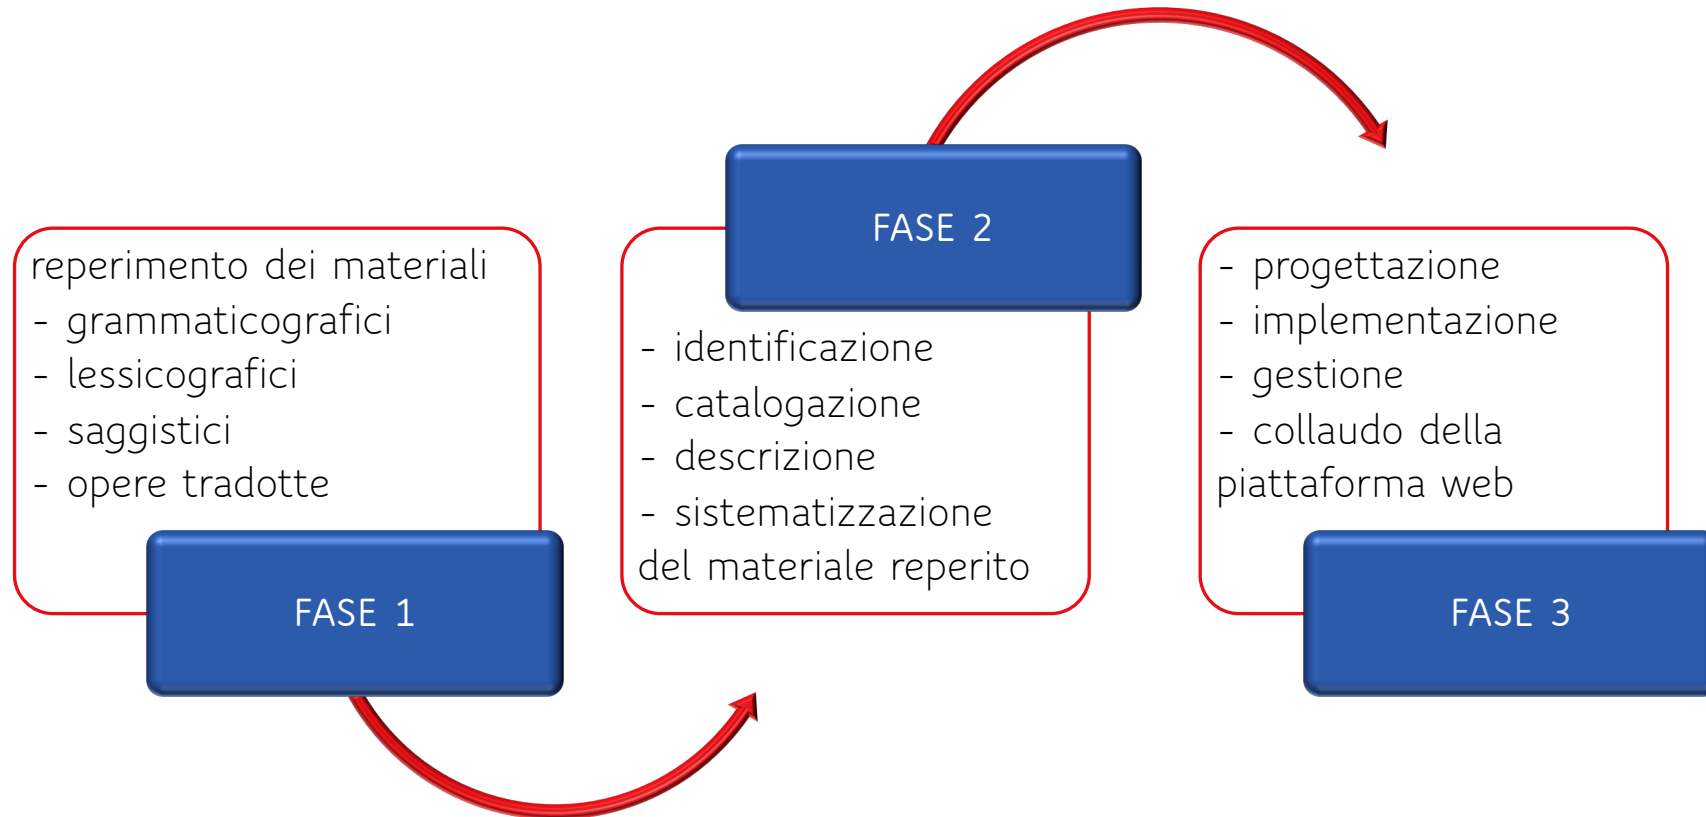 reperimento dei materiali
- grammaticografici
- lessicografici
- saggistici
- opere tradotte
FASE 1
FASE 2
- identificazione
- catalogazione
- descrizione
- sistematizzazione
del materiale reperito
- progettazione
- implementazione
- gestione
- collaudo della
piattaforma web
FASE 3